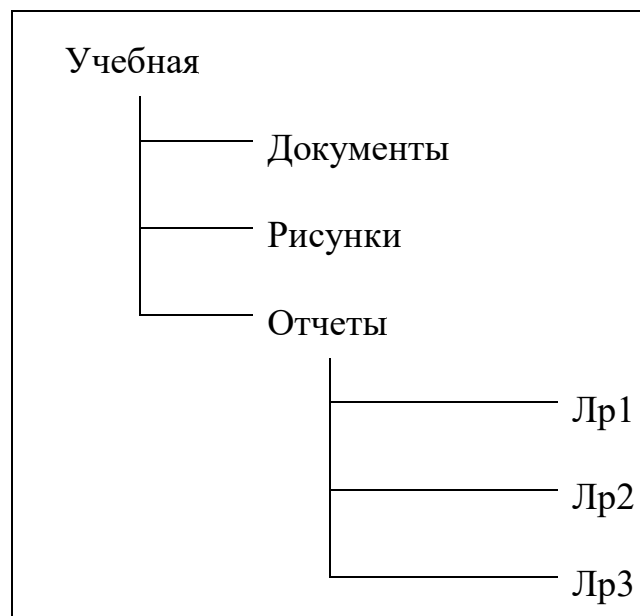 Учебная
Документы
Рисунки
Отчеты
Лр1
Лр2
Лр3